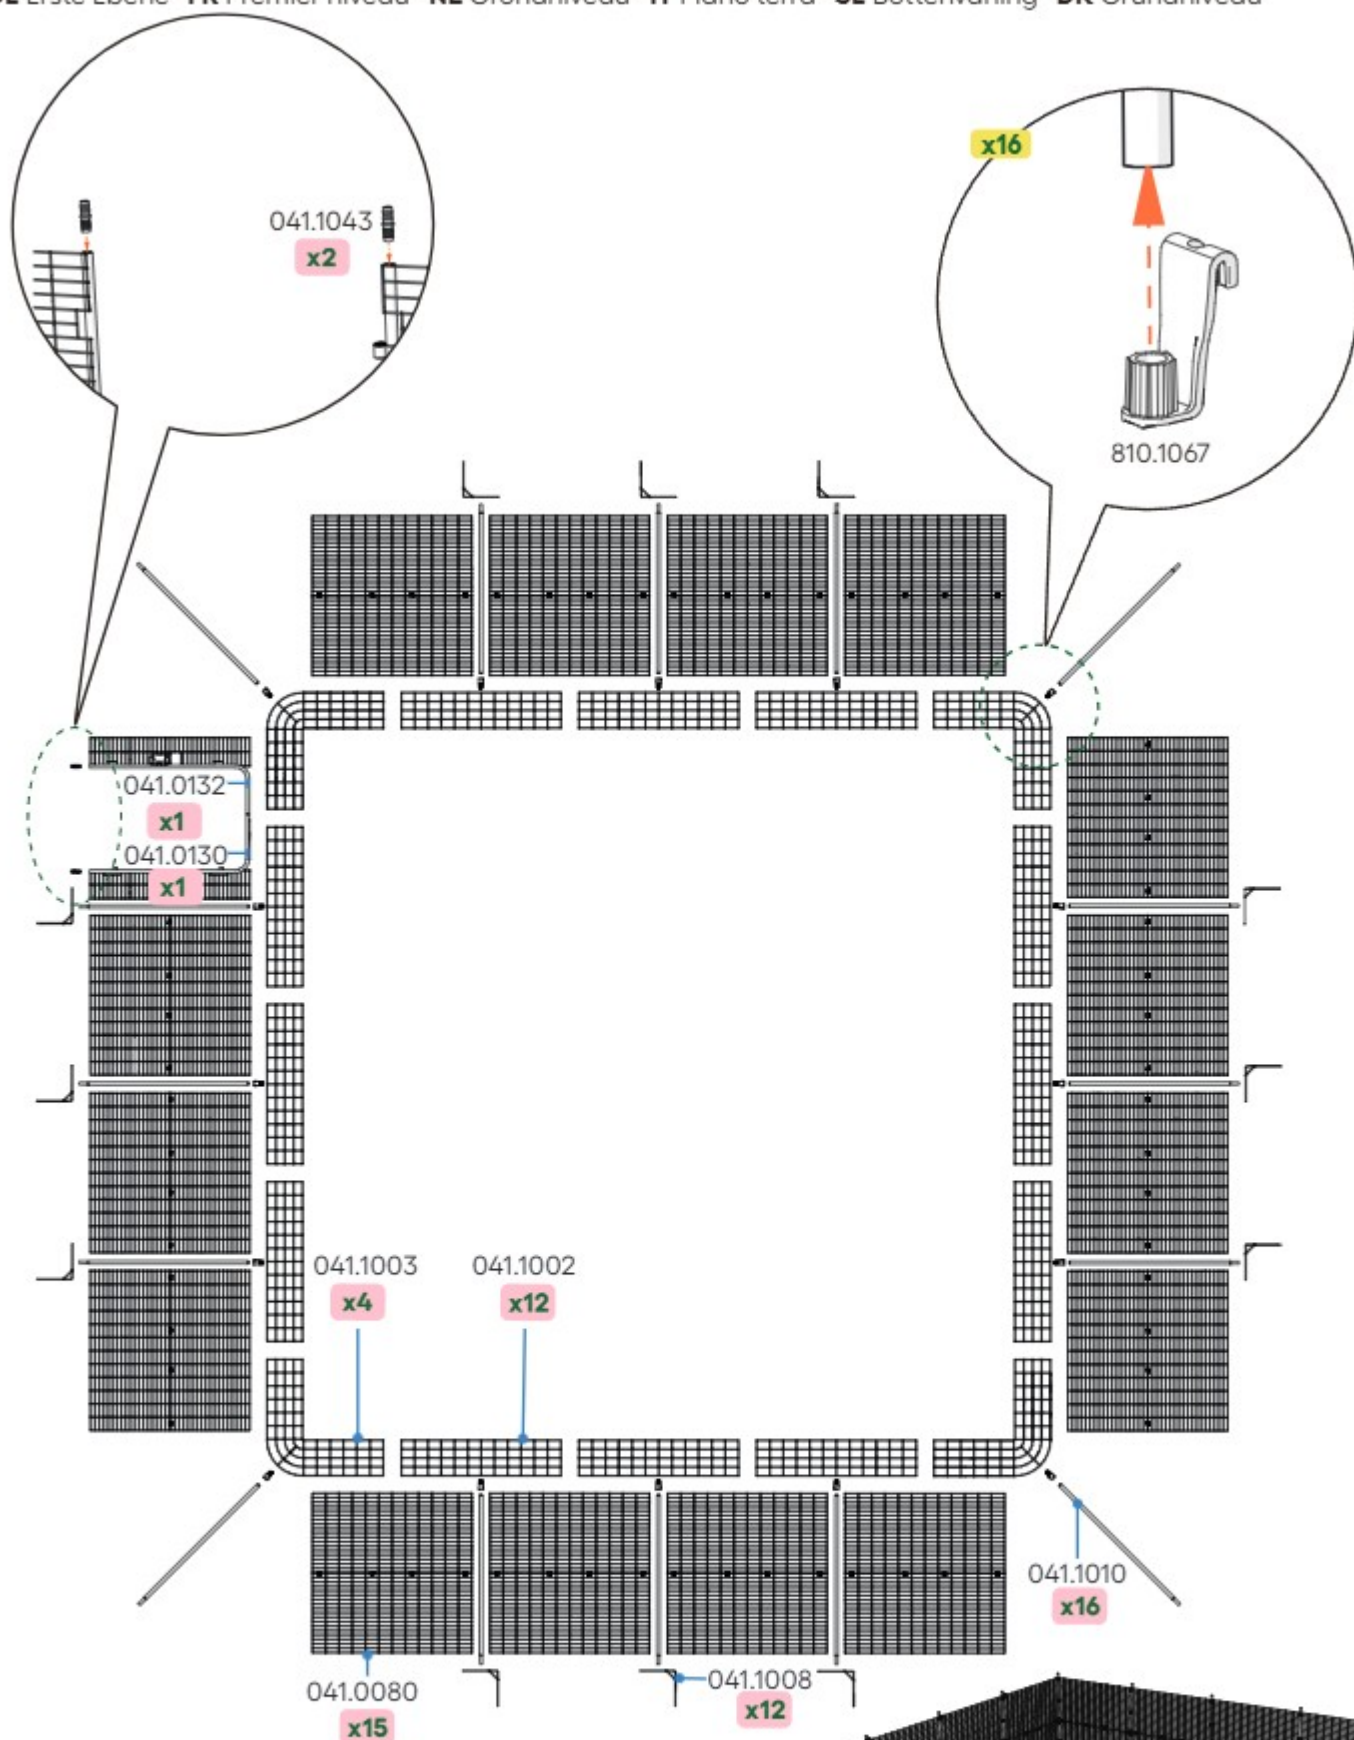 Erste Ebene FR Premier niveau NL Grondniveau IT Piano terra SE Bottenvåning DK Grundniveau
x16
041.1043
x2
810.1067
041.0132
x1
041.0130
x1
041.1003 041.1002
x4 x12
041.1010
x16
041.0080 041.1008
x15 x12